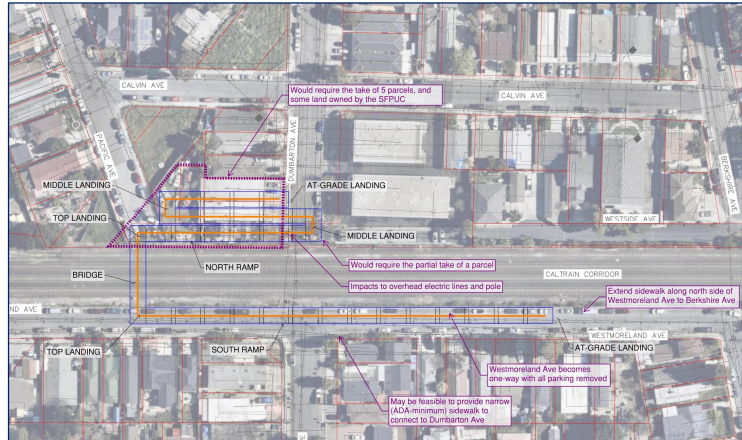 CALVIN AVE
Would require the take of 5 parcels, and
some land owned by the SFPUC
CALVIN AVE
PACIFIC AVE
DUMBARTON AVE
BERKSHIRE AVE
MIDDLE LANDING
AT-GRADE LANDING
TOP LANDING
WESTSIDE AVE
MIDDLE LANDING
NORTH RAMP
Would require the partial take of a parcel
BRIDGE
CALTRAIN CORRIDOR
Impacts to overhead electric lines and pole
Extend sidewalk along north side of
Westmoreland Ave to Berkshire Ave
ND AVE
WESTMORELAND AVE
TOP LANDING
SOUTH RAMP
AT-GRADE LANDING
Westmoreland Ave becomes
one-way with all parking removed
May be feasible to provide narrow
(ADA-minimum) sidewalk to
connect to Dumbarton Ave